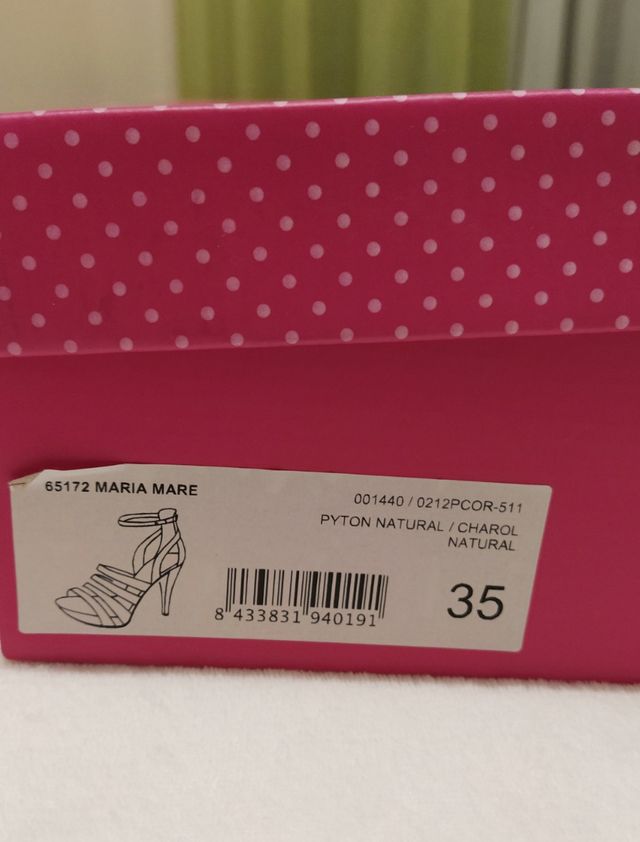 65172 MARIA MARE
001440 / 0212PCOR-511
PYTON NATURAL / CHAROL
NATURAL
35
8 433831 940191